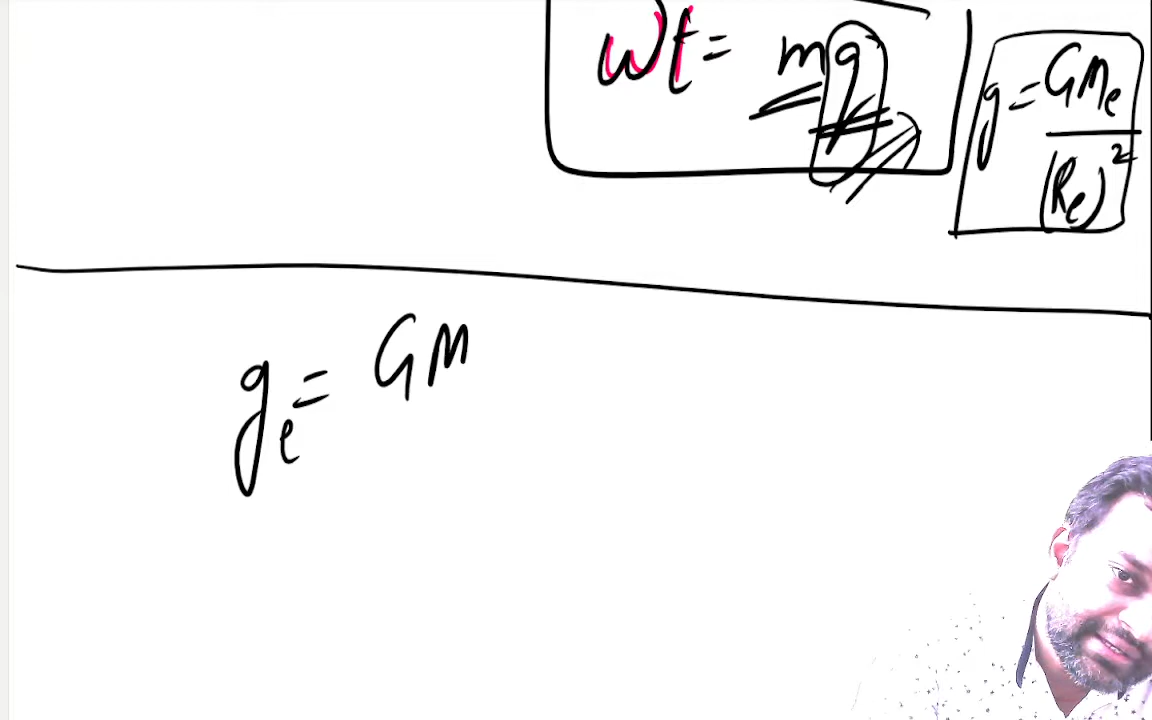 Wt = mg
g = GMe
(Re)²
ge = GM